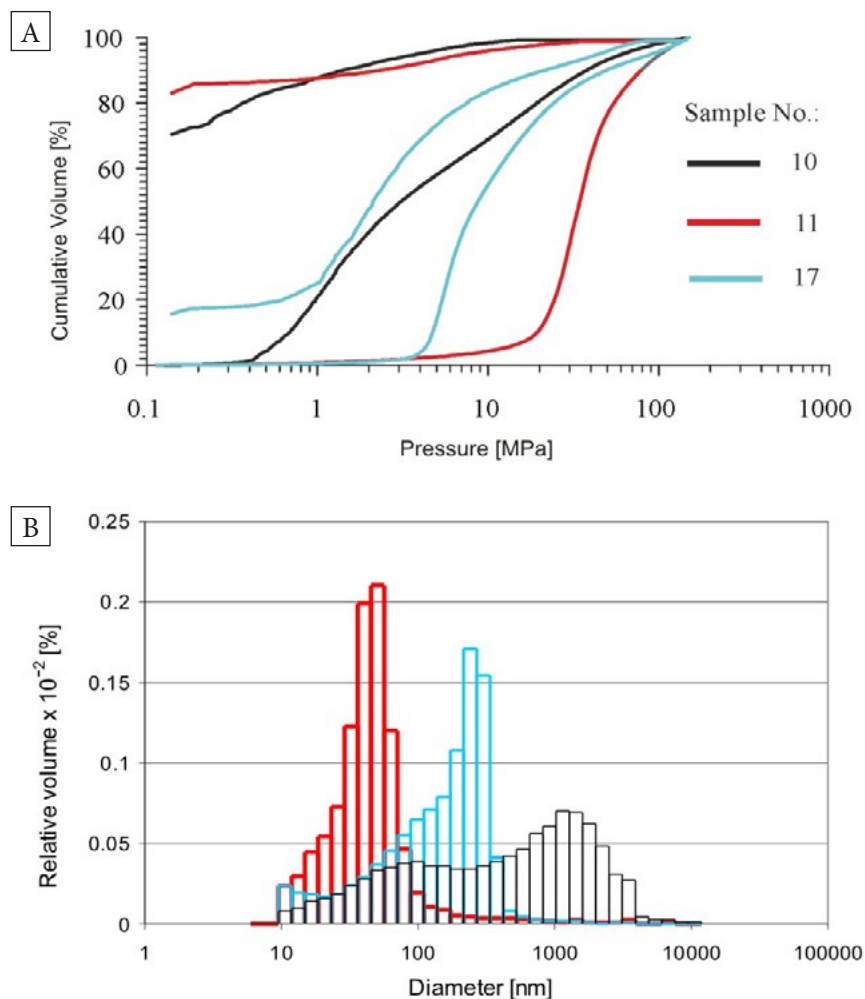 A
Cumulative Volume [%]
100
80
60
40
20
0
0.1 1 10 100 1000
Pressure [MPa]
Sample No.:
10
11
17
B
Relative volume x 10⁻² [%]
0.25
0.2
0.15
0.1
0.05
0
1 10 100 1000 10000 100000
Diameter [nm]